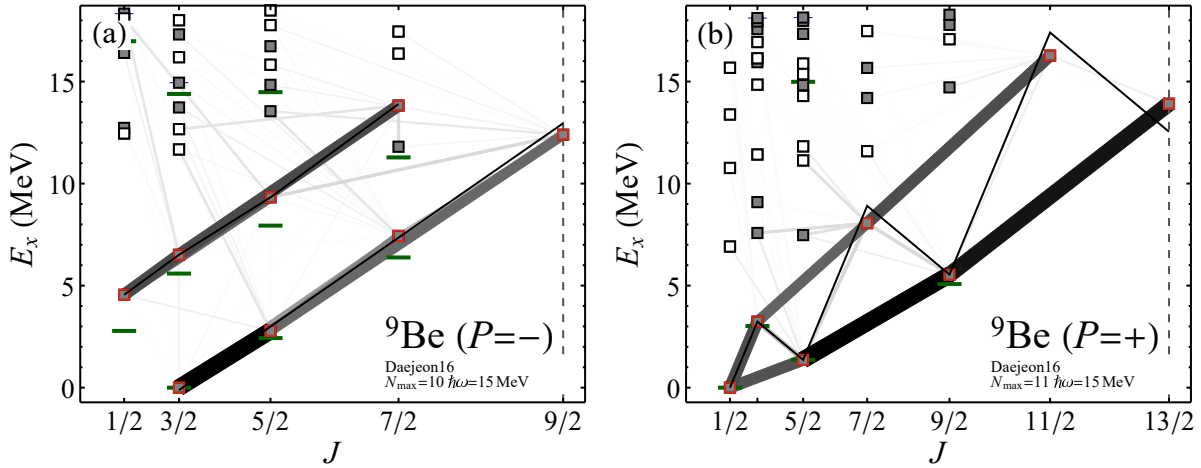 (a)
15
10
5
0
E_x (MeV)
⁹Be (P=−)
Daejeon16
N_max=10 ℏω=15 MeV
1/2 3/2 5/2 7/2 9/2
J
(b)
15
10
5
0
E_x (MeV)
⁹Be (P=+)
Daejeon16
N_max=11 ℏω=15 MeV
1/2 5/2 7/2 9/2 11/2 13/2
J